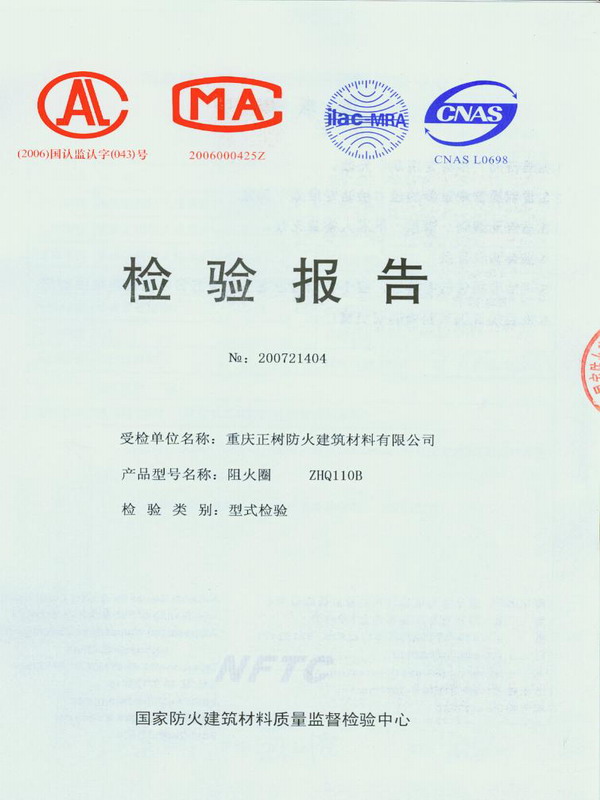 CAL
CMA
ilac-MRA
CNAS
(2006)国认监认字(043)号
2006000425Z
CNAS L0698
检验报告
№：200721404
受检单位名称：重庆正树防火建筑材料有限公司
产品型号名称：阻火圈 ZHQ110B
检 验 类 别：型式检验
NFTC
国家防火建筑材料质量监督检验中心